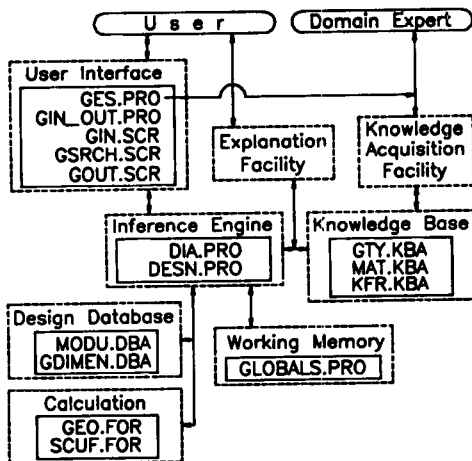 User
Domain Expert
User Interface
GES.PRO
GIN_OUT.PRO
GIN.SCR
GSRCH.SCR
GOUT.SCR
Explanation
Facility
Knowledge
Acquisition
Facility
Inference Engine
DIA.PRO
DESN.PRO
Knowledge Base
GTY.KBA
MAT.KBA
KFR.KBA
Design Database
MODU.DBA
GDIMEN.DBA
Working Memory
GLOBALS.PRO
Calculation
GEO.FOR
SCUF.FOR